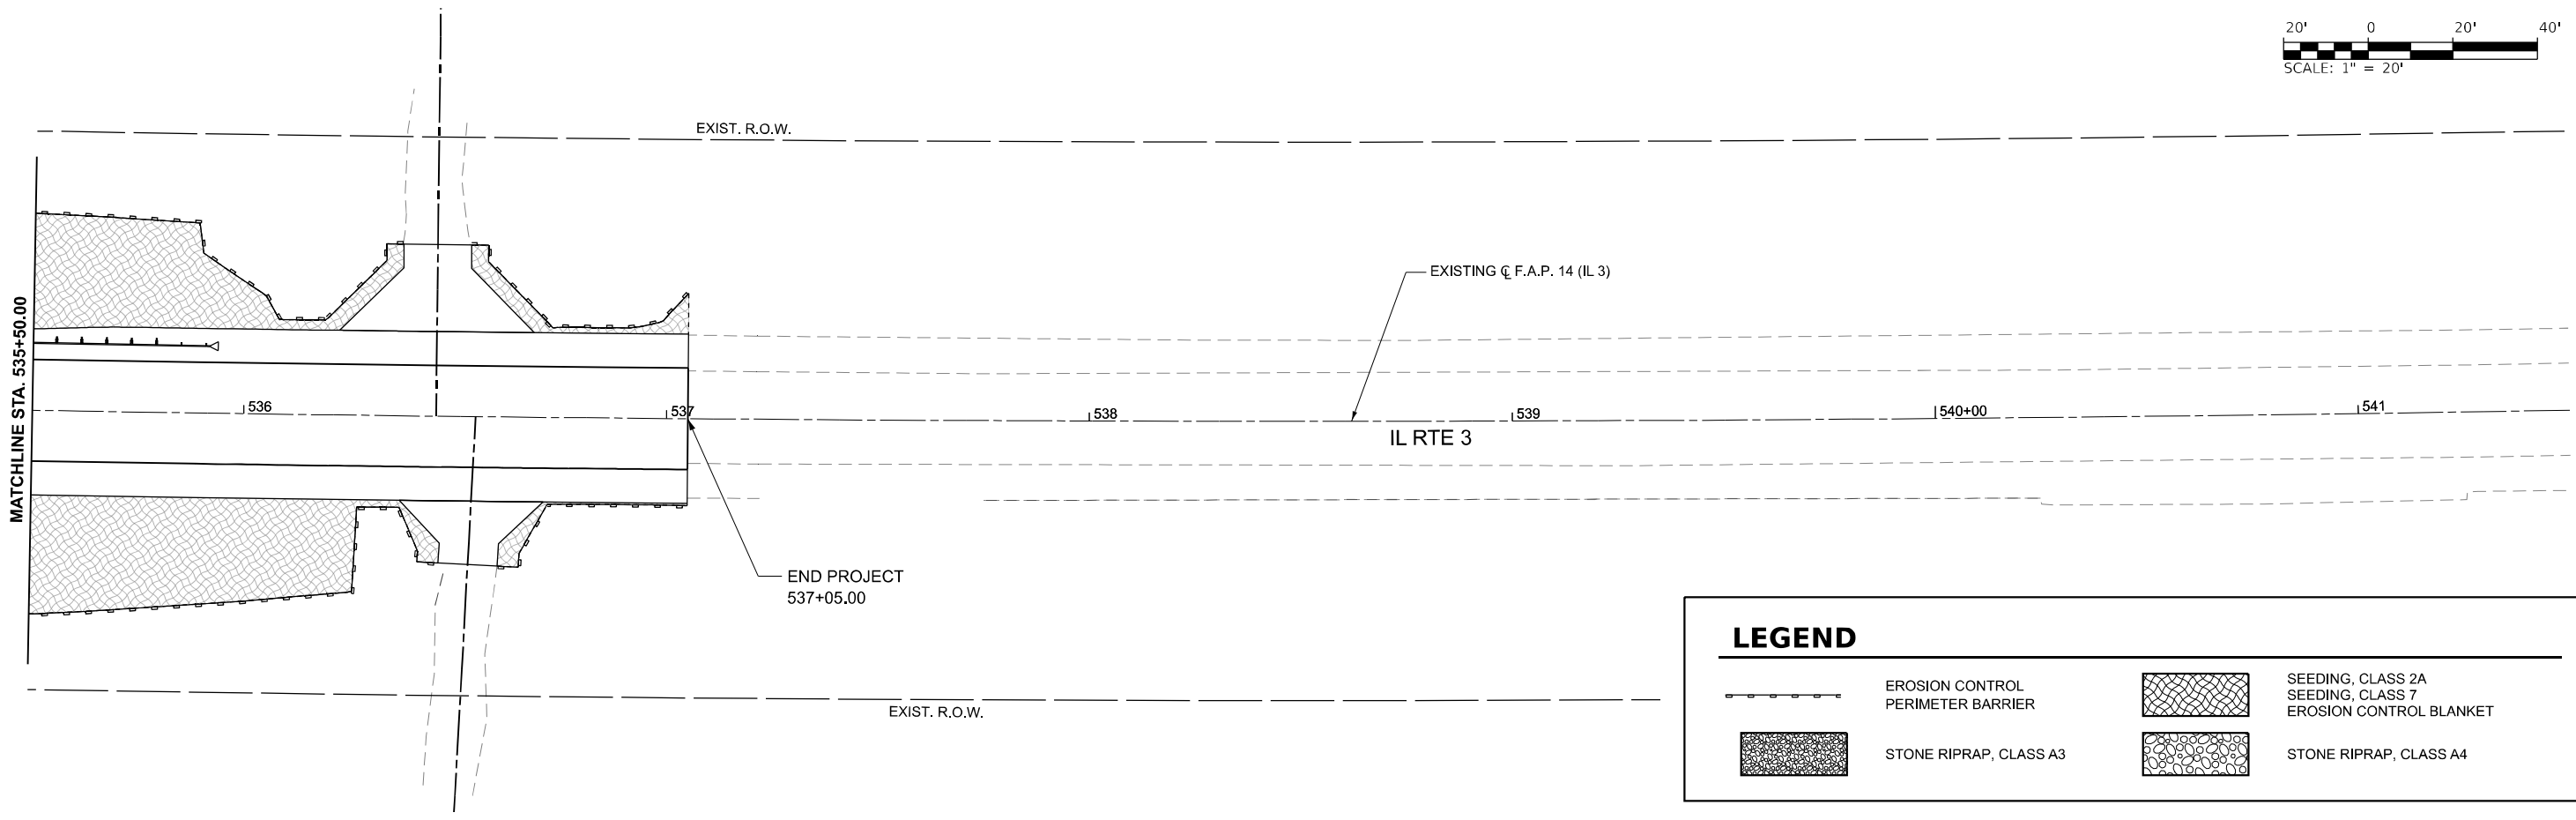 20' 0 20' 40'
SCALE: 1" = 20'
EXIST. R.O.W.
EXISTING ℄ F.A.P. 14 (IL 3)
MATCHLINE STA. 535+50.00
536 537 538 539 540+00 541
IL RTE 3
END PROJECT
537+05.00
EXIST. R.O.W.
LEGEND
EROSION CONTROL
PERIMETER BARRIER
SEEDING, CLASS 2A
SEEDING, CLASS 7
EROSION CONTROL BLANKET
STONE RIPRAP, CLASS A3
STONE RIPRAP, CLASS A4